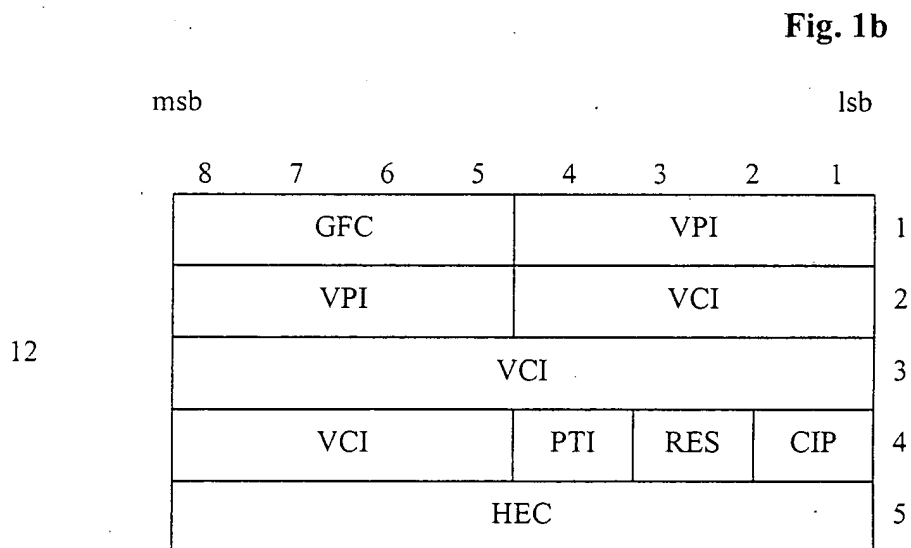 Fig. 1b
msb lsb
8 7 6 5 4 3 2 1
GFC VPI 1
VPI VCI 2
12
VCI 3
VCI PTI RES CIP 4
HEC 5